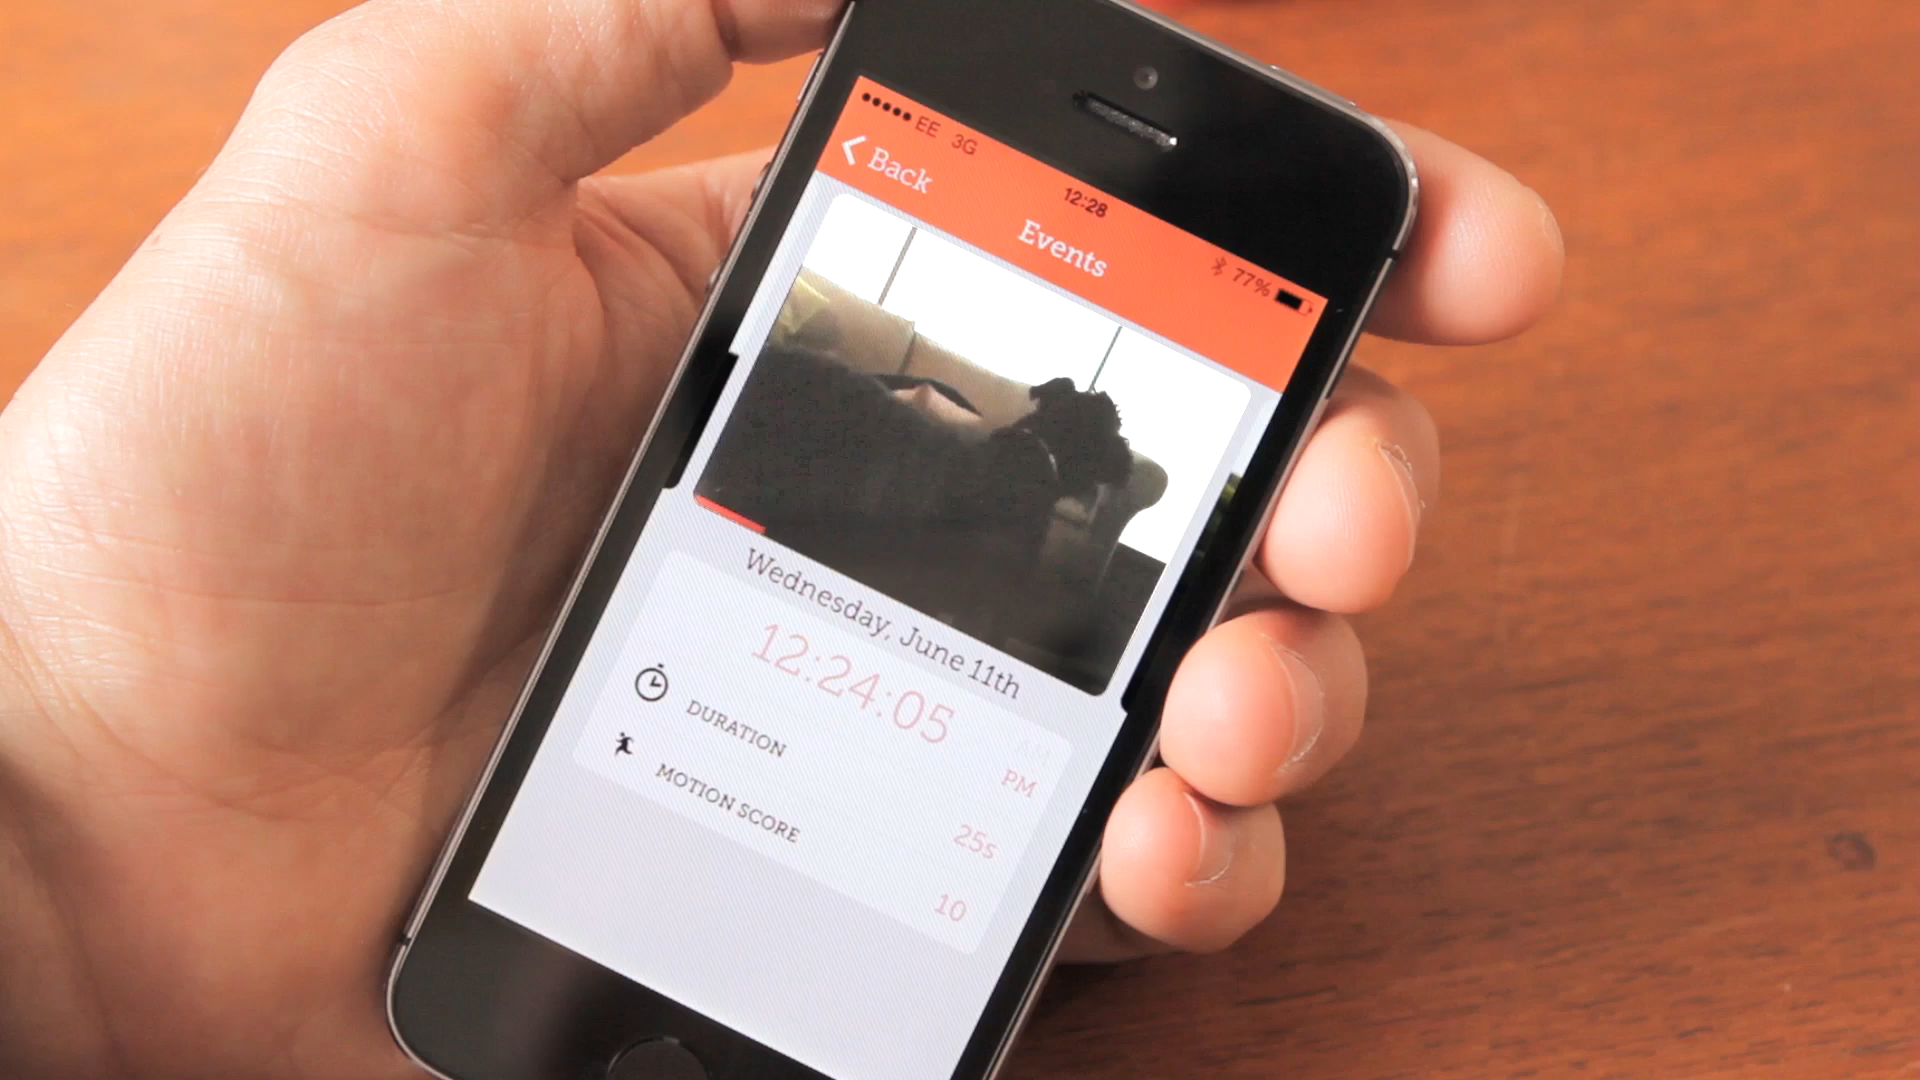 EE 3G 12:28 77%
Back
Events
Wednesday, June 11th
12:24:05
AM
PM
DURATION 25s
MOTION SCORE 10